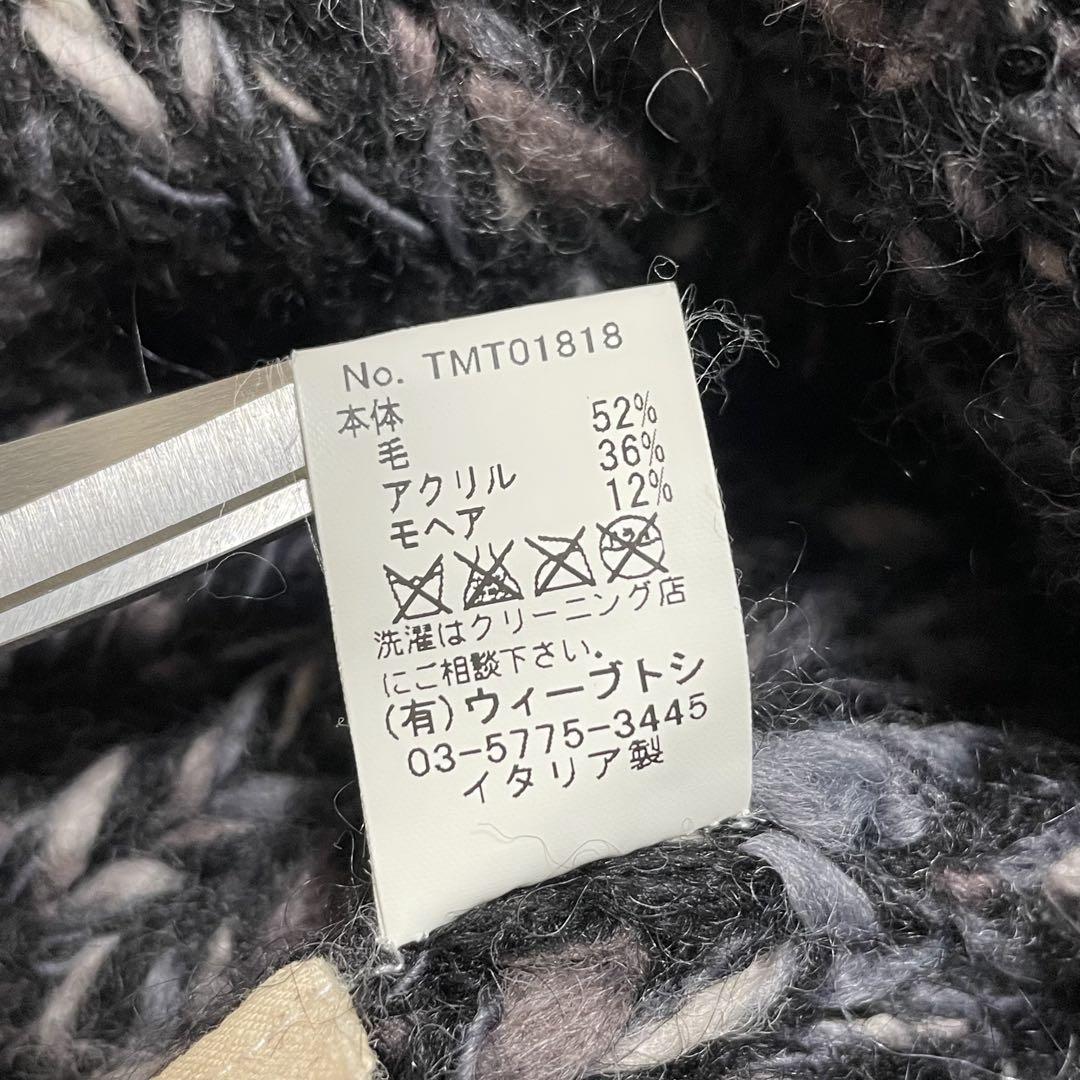 No. TMT01818
本体
毛 52%
アクリル 36%
モヘア 12%
洗濯はクリーニング店
にご相談下さい.
(有)ウィーブトシ
03-5775-3445
イタリア製